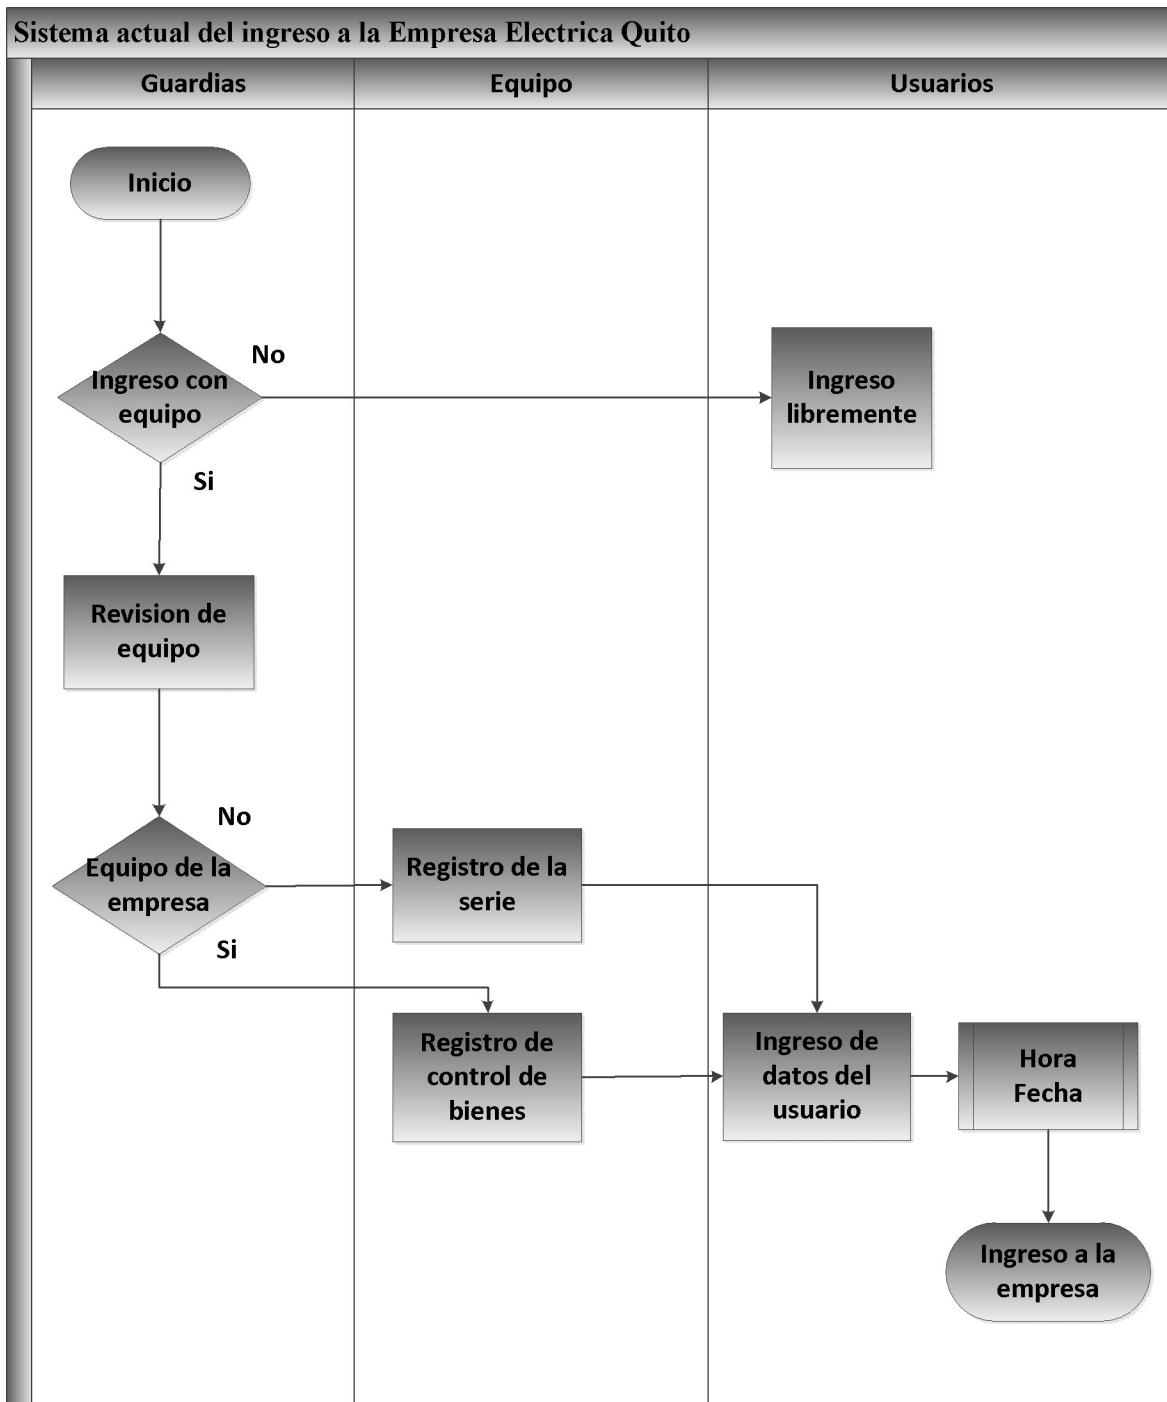 Sistema actual del ingreso a la Empresa Electrica Quito
Guardias
Equipo
Usuarios
Inicio
No
Ingreso con
equipo
Ingreso
libremente
Si
Revision de
equipo
No
Equipo de la
empresa
Registro de la
serie
Si
Registro de
control de
bienes
Ingreso de
datos del
usuario
Hora
Fecha
Ingreso a la
empresa